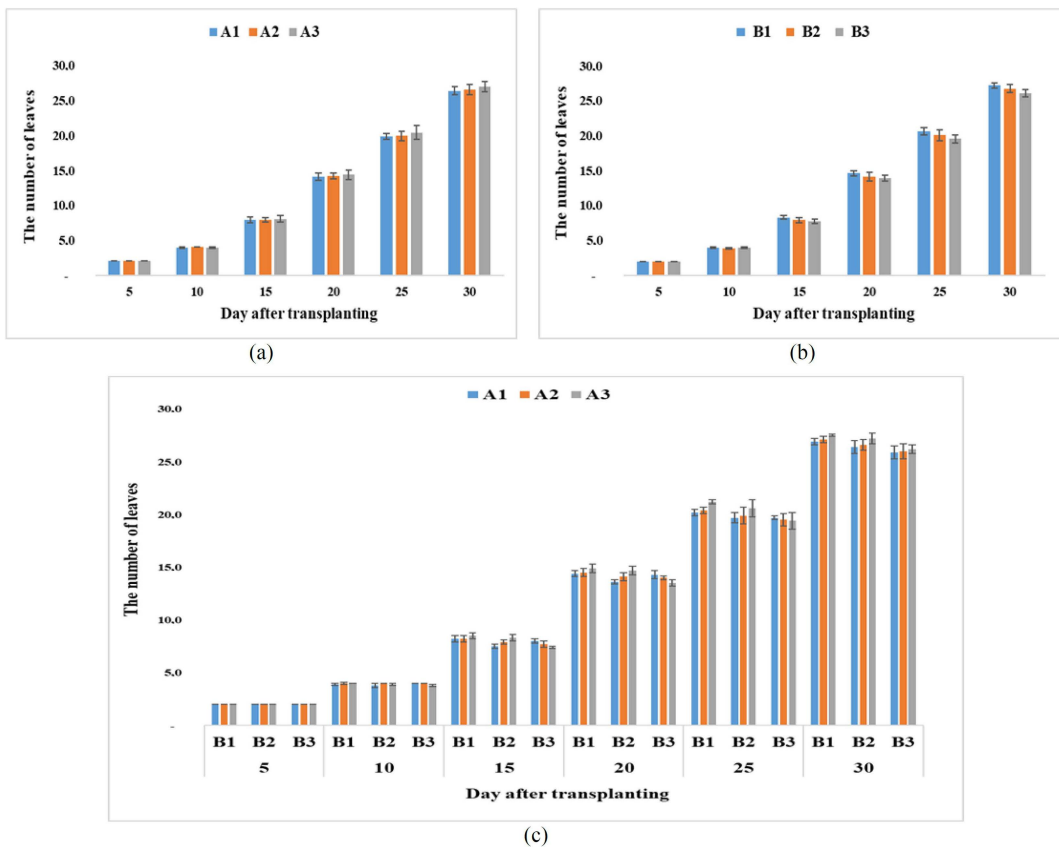 A1 A2 A3
30.0
25.0
20.0
15.0
10.0
5.0
-
The number of leaves
5 10 15 20 25 30
Day after transplanting
(a)
B1 B2 B3
30.0
25.0
20.0
15.0
10.0
5.0
-
The number of leaves
5 10 15 20 25 30
Day after transplanting
(b)
A1 A2 A3
30.0
25.0
20.0
15.0
10.0
5.0
-
The number of leaves
B1 B2 B3 B1 B2 B3 B1 B2 B3 B1 B2 B3 B1 B2 B3 B1 B2 B3
5 10 15 20 25 30
Day after transplanting
(c)